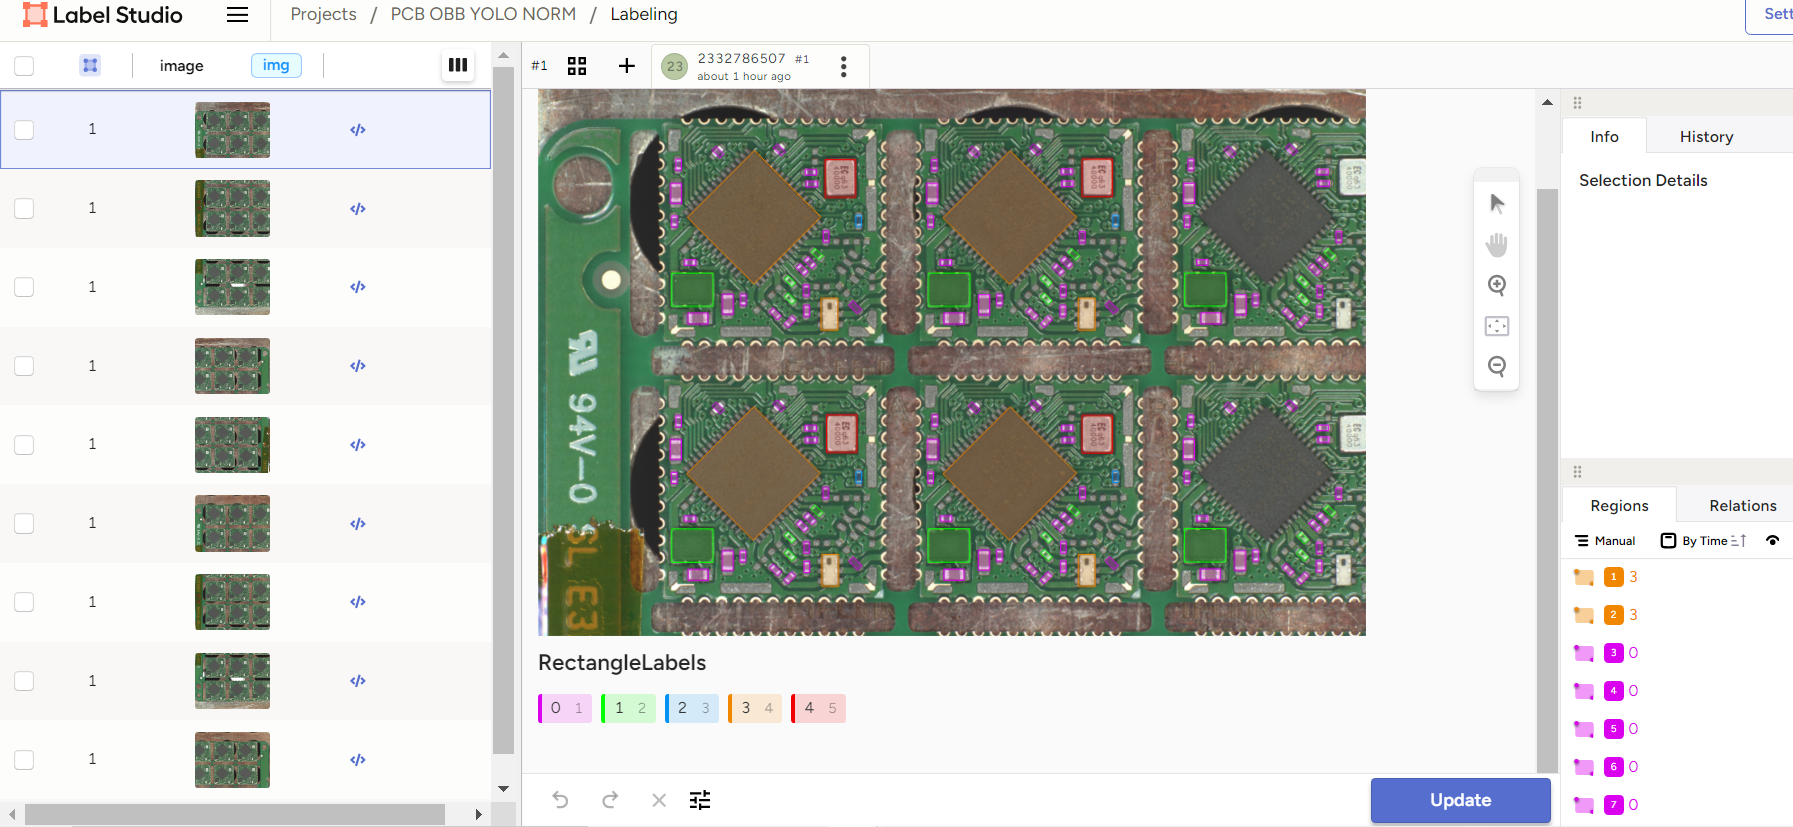 Label Studio
Projects / PCB OBB YOLO NORM / Labeling
Sett
image
img
#1
23
2332786507 #1
about 1 hour ago
Info
History
Selection Details
1
1
1
1
1
1
1
1
1
94V-0
E3
RectangleLabels
0 1
1 2
2 3
3 4
4 5
Update
Regions
Relations
Manual
By Time
1 3
2 3
3 0
4 0
5 0
6 0
7 0